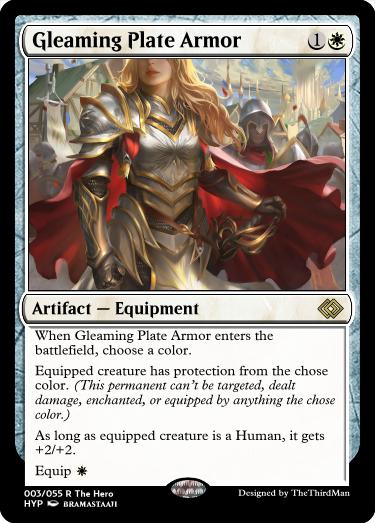 Gleaming Plate Armor 1
Artifact — Equipment
When Gleaming Plate Armor enters the
battlefield, choose a color.
Equipped creature has protection from the chose
color. (This permanent can't be targeted, dealt
damage, enchanted, or equipped by anything the chose
color.)
As long as equipped creature is a Human, it gets
+2/+2.
Equip
003/055 R The Hero
HYP BRAMASTAAJI
Designed by TheThirdMan